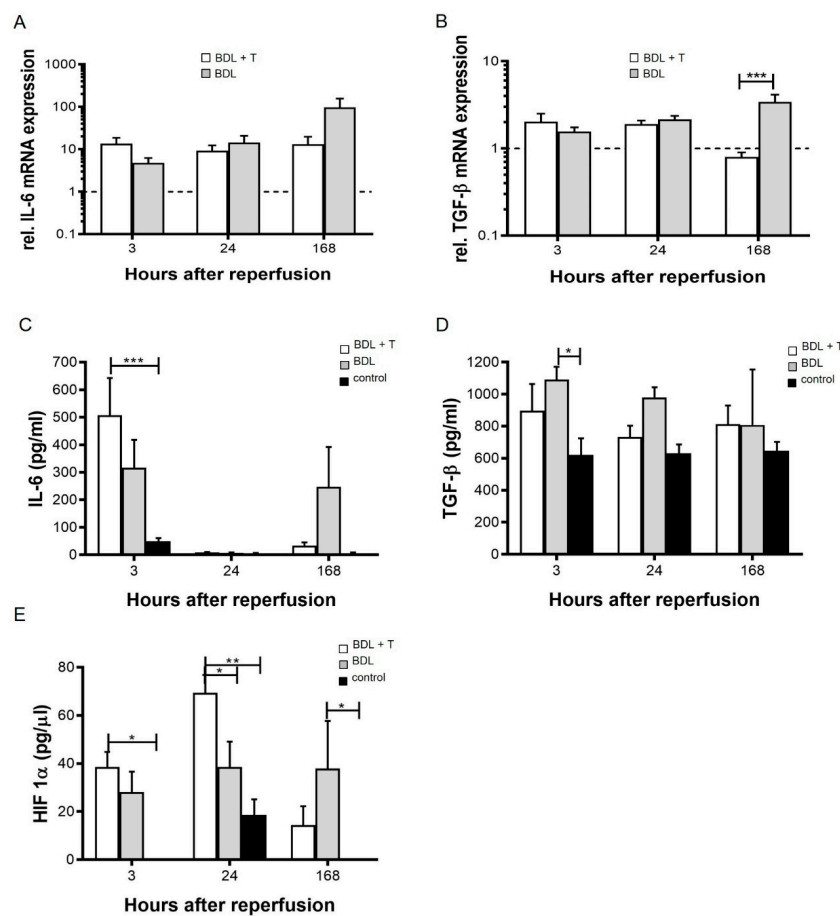 A
BDL + T
BDL
rel. IL-6 mRNA expression
1000
100
10
1
0.1
3 24 168
Hours after reperfusion
B
BDL + T
BDL
rel. TGF-β mRNA expression
10
1
0.1
***
3 24 168
Hours after reperfusion
C
BDL + T
BDL
control
IL-6 (pg/ml)
700
600
500
400
300
200
100
0
***
3 24 168
Hours after reperfusion
D
BDL + T
BDL
control
TGF-β (pg/ml)
1200
1000
800
600
400
200
0
*
3 24 168
Hours after reperfusion
E
BDL + T
BDL
control
HIF 1α (pg/µl)
80
60
40
20
0
*
**
*
*
3 24 168
Hours after reperfusion